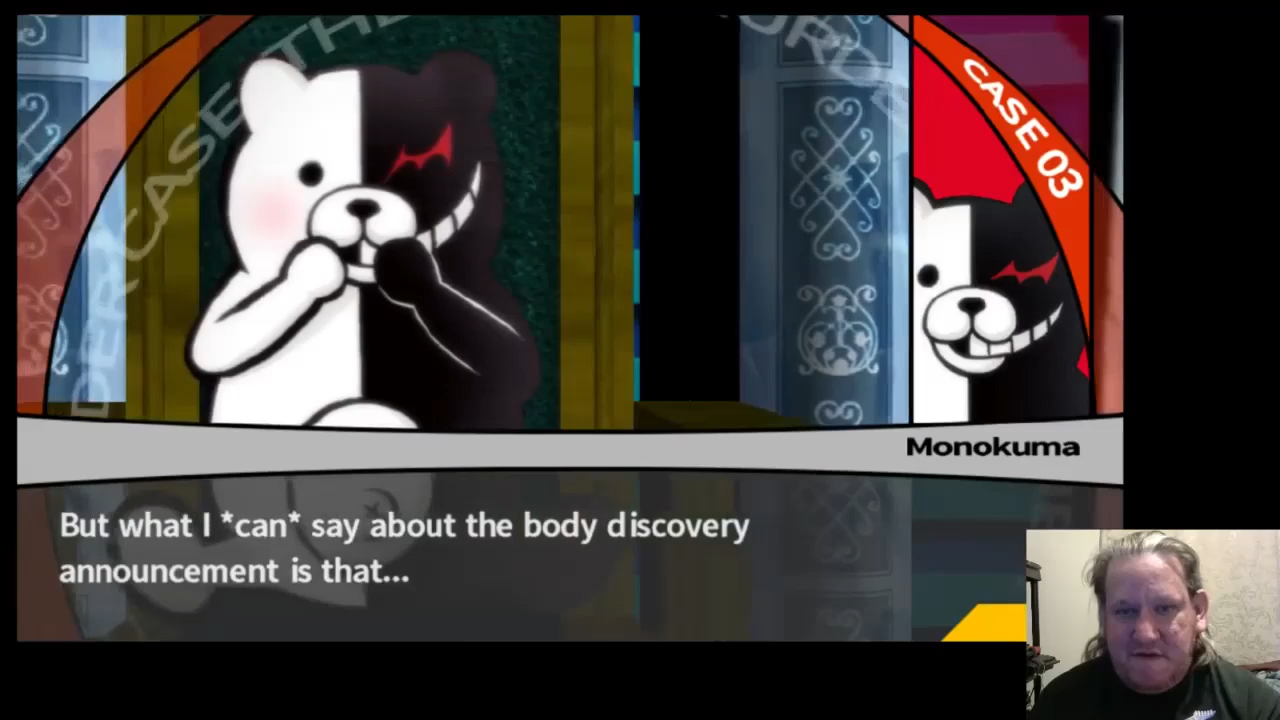 CASE 03
Monokuma
But what I *can* say about the body discovery
announcement is that...